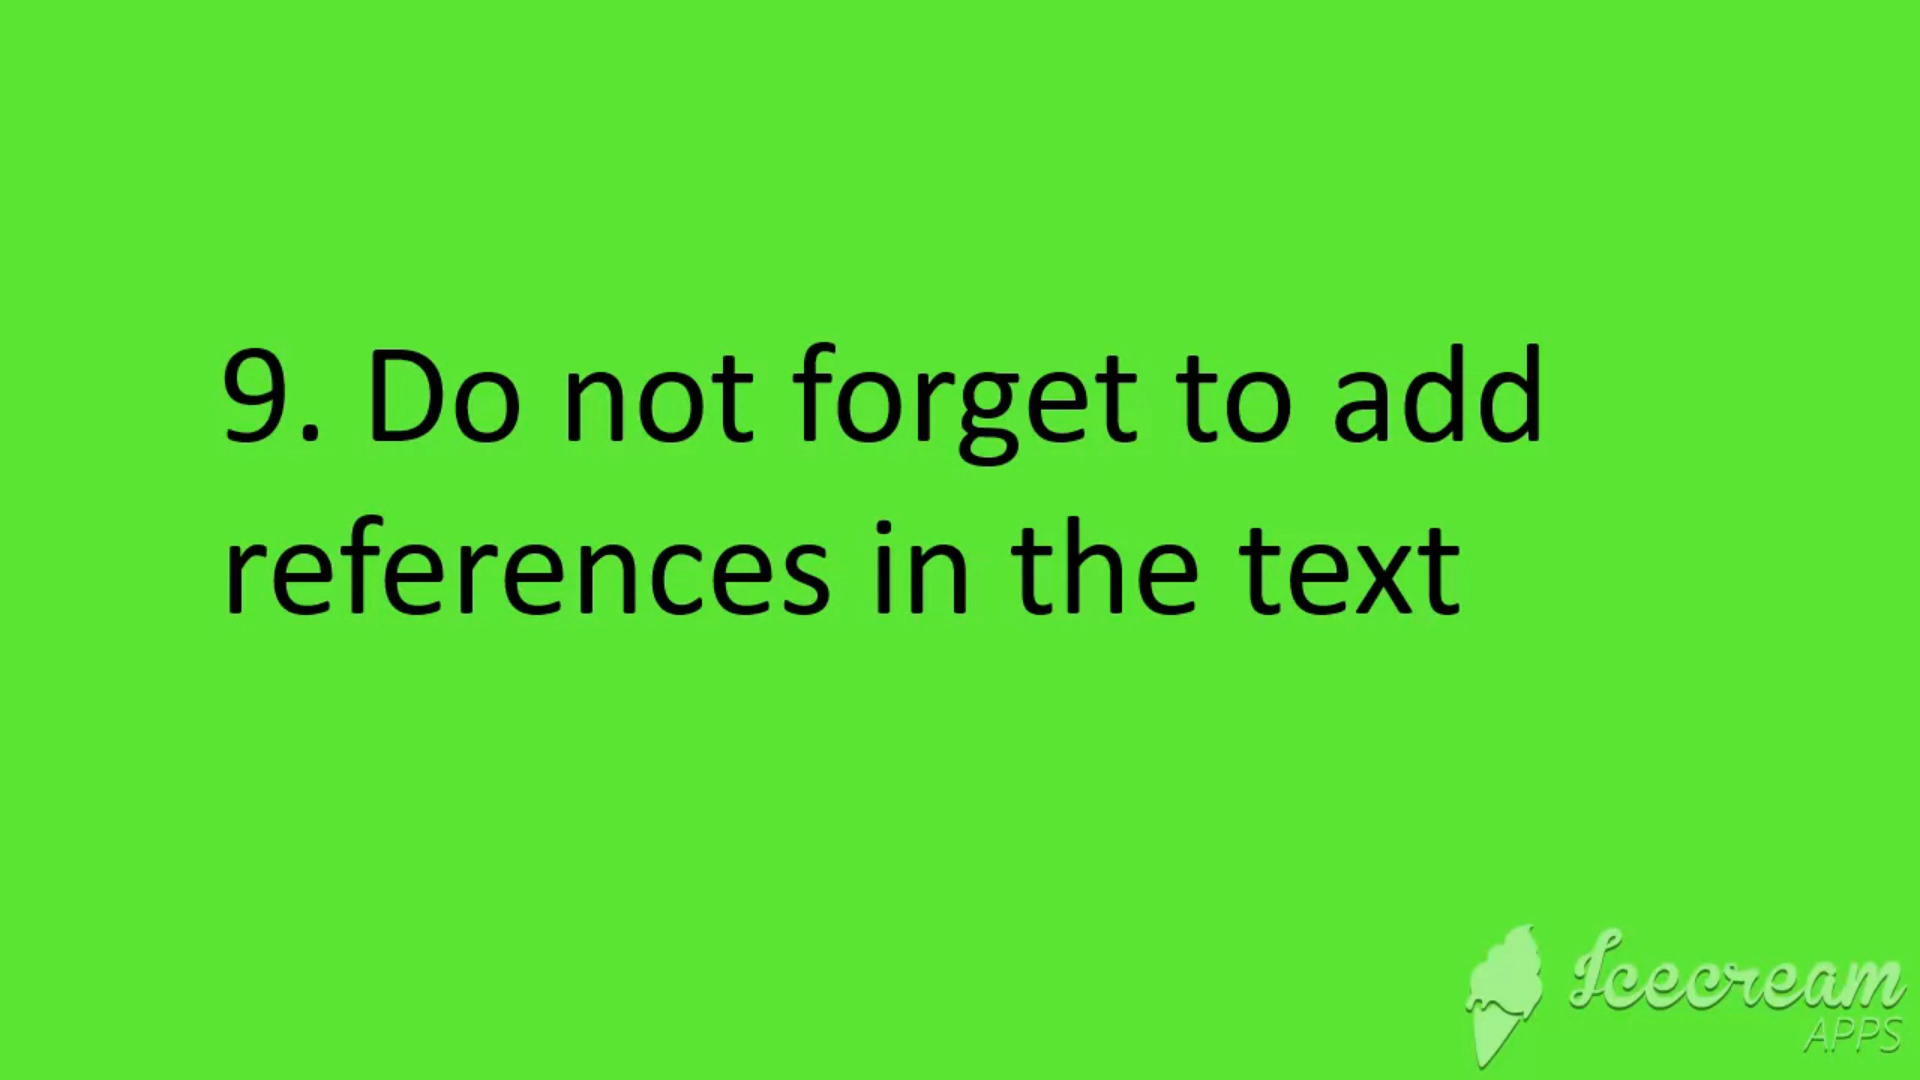 9. Do not forget to add
references in the text
Icecream
APPS